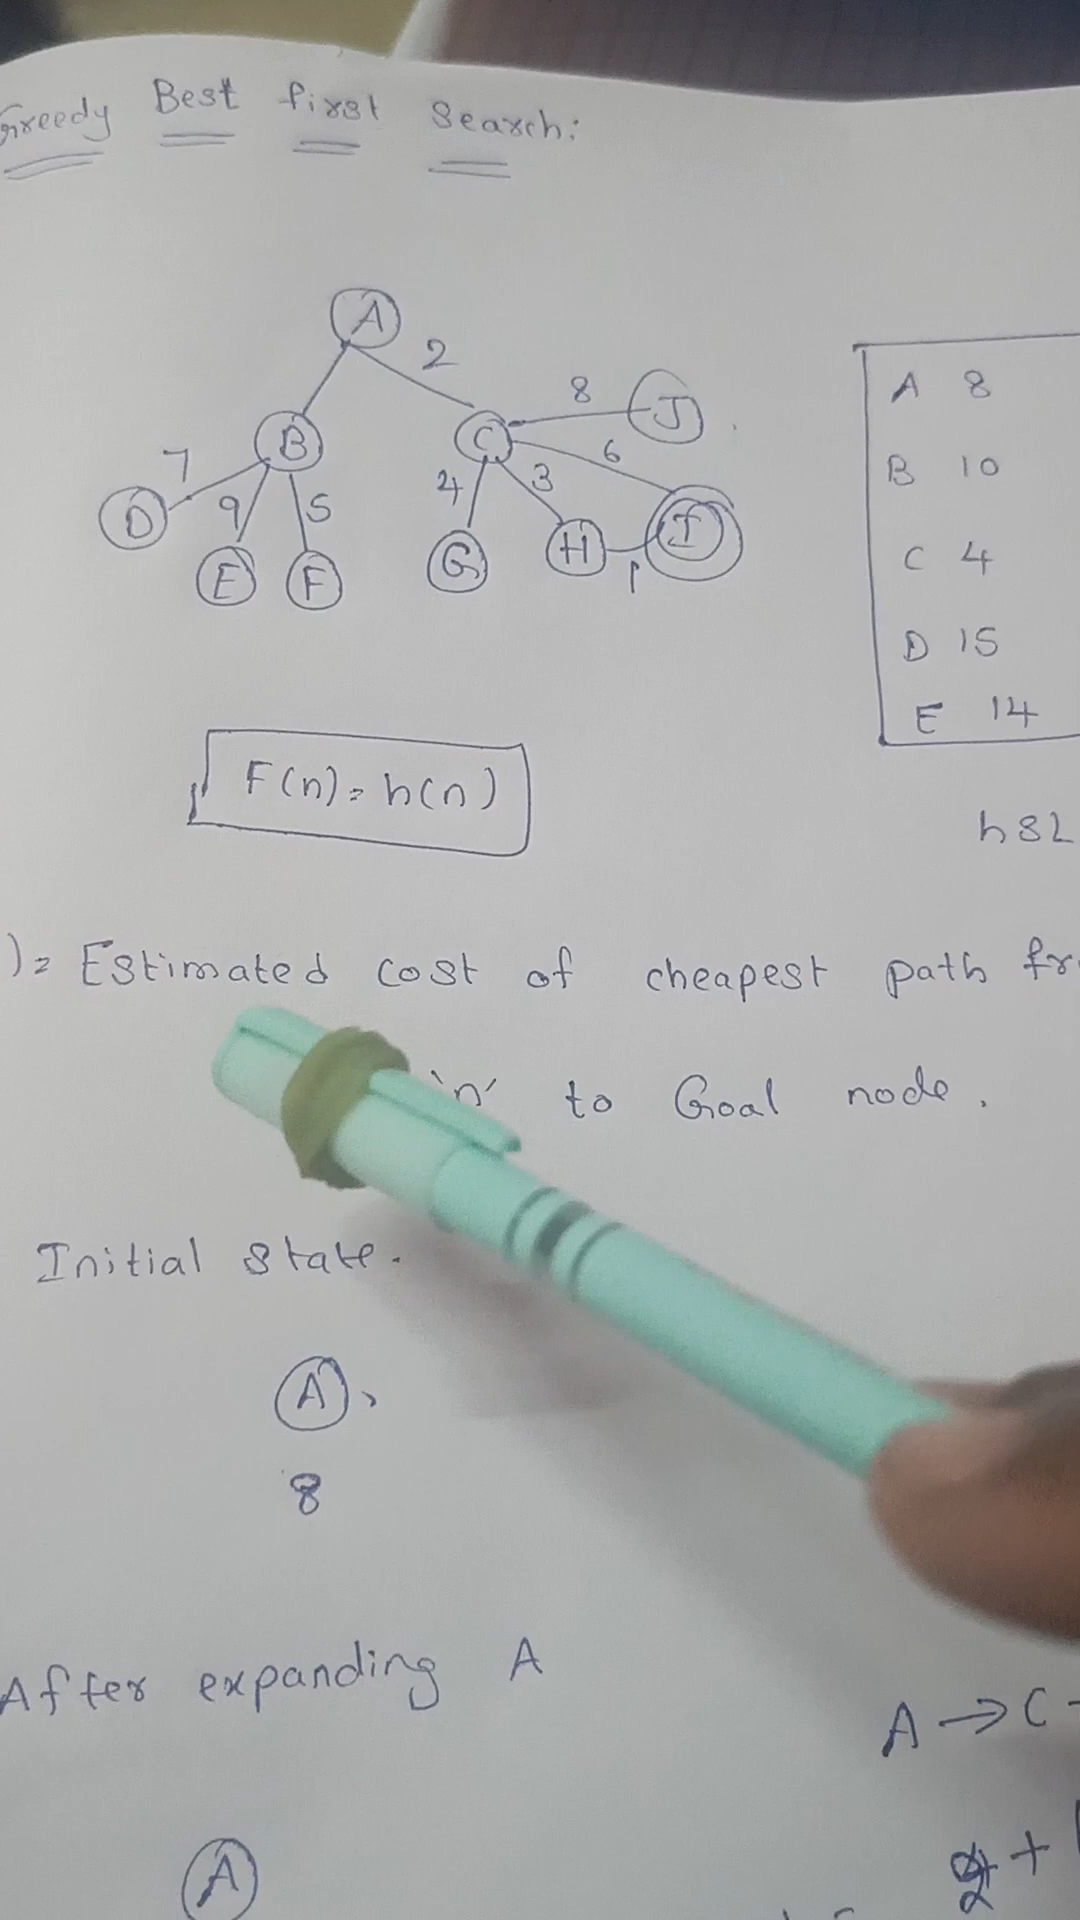 Greedy Best first Search:
A
2
B
C
8
J
6
7
9
5
4
3
D
E
F
G
H
1
I
A 8
B 10
C 4
D 15
E 14
F(n) = h(n)
) = Estimated cost of cheapest path
'n' to Goal node.
Initial state.
A,
8
After expanding A
A → C
A
+